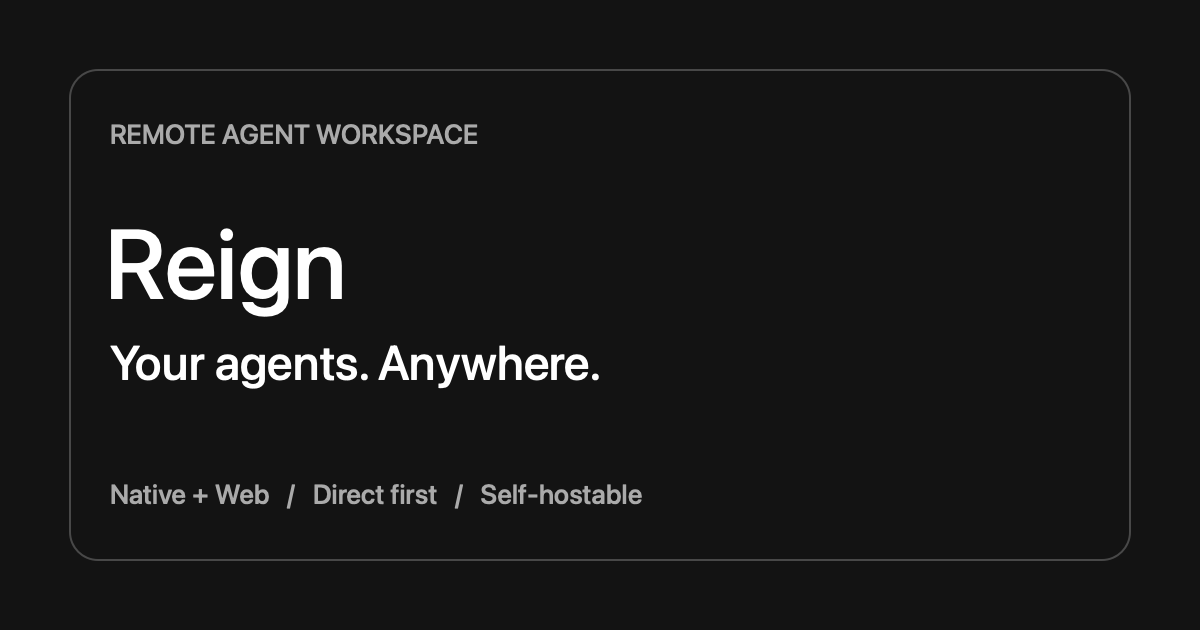 REMOTE AGENT WORKSPACE
Reign
Your agents. Anywhere.
Native + Web / Direct first / Self-hostable